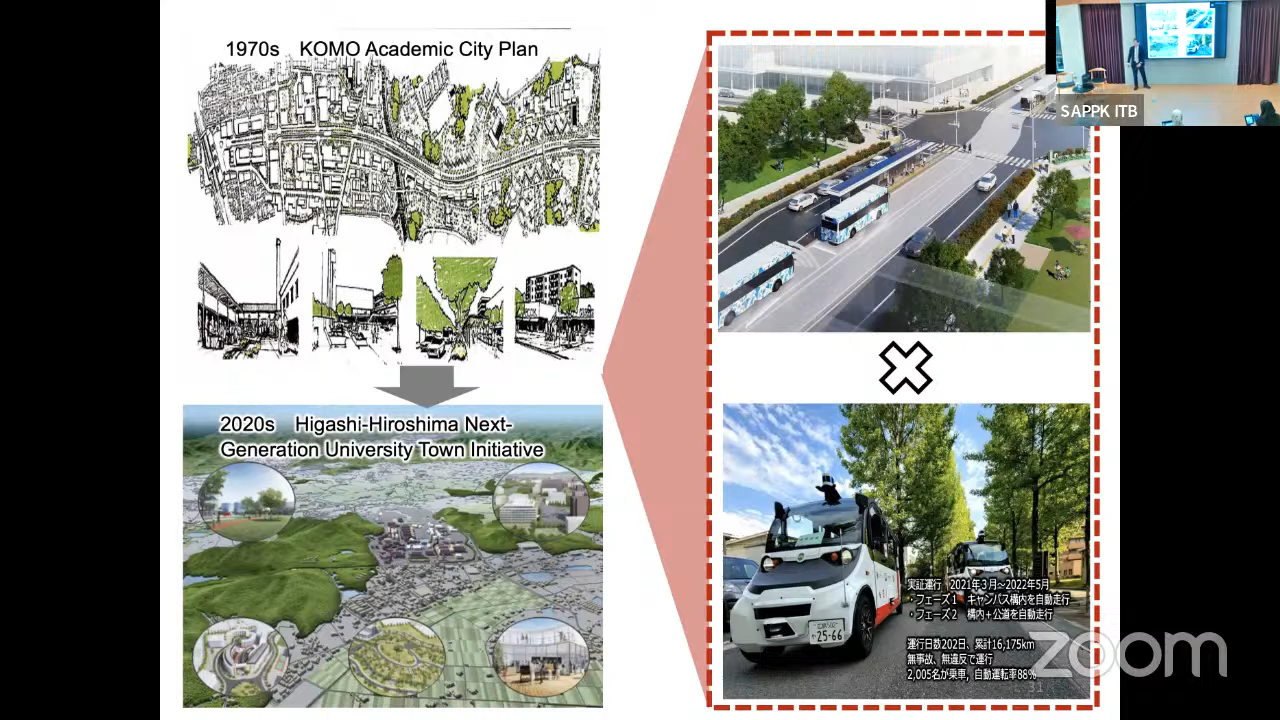 1970s KOMO Academic City Plan
2020s Higashi-Hiroshima Next-
Generation University Town Initiative
SAPPK ITB
実証運行 2021年3月~2022年5月
・フェーズ1 キャンパス構内を自動走行
・フェーズ2 構内+公道を自動走行
運行日数202日、累計16,175km
無事故、無違反で運行
2,005名が乗車, 自動運転率88%
25-66
31
zoom